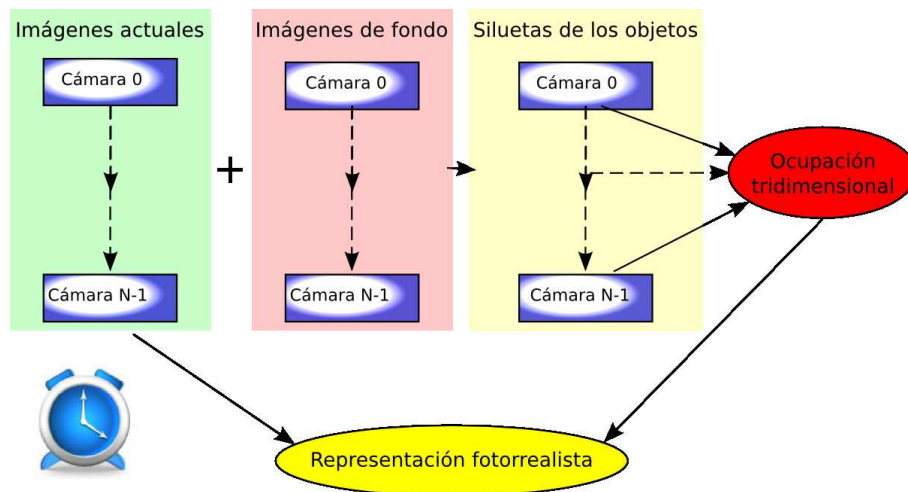 Imágenes actuales
Imágenes de fondo
Siluetas de los objetos
Cámara 0
Cámara 0
Cámara 0
+
Ocupación
tridimensional
Cámara N-1
Cámara N-1
Cámara N-1
Representación fotorrealista